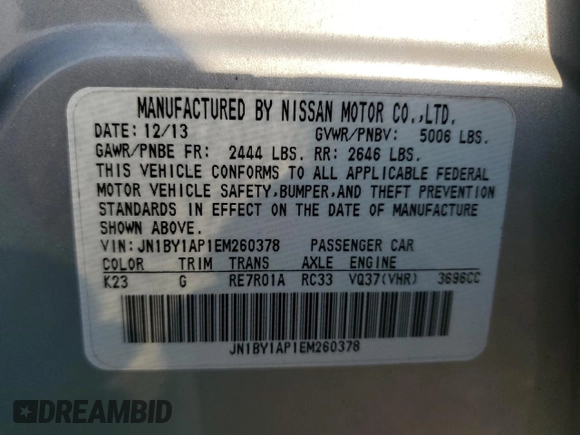 MANUFACTURED BY NISSAN MOTOR CO.,LTD.
DATE: 12/13 GVWR/PNBV: 5006 LBS.
GAWR/PNBE FR: 2444 LBS. RR: 2646 LBS.
THIS VEHICLE CONFORMS TO ALL APPLICABLE FEDERAL
MOTOR VEHICLE SAFETY,BUMPER,AND THEFT PREVENTION
STANDARDS IN EFFECT ON THE DATE OF MANUFACTURE
SHOWN ABOVE.
VIN: JN1BY1AP1EM260378 PASSENGER CAR
COLOR TRIM TRANS AXLE ENGINE
K23 G RE7R01A RC33 VQ37(VHR) 3696CC
JN1BY1AP1EM260378
DREAMBID